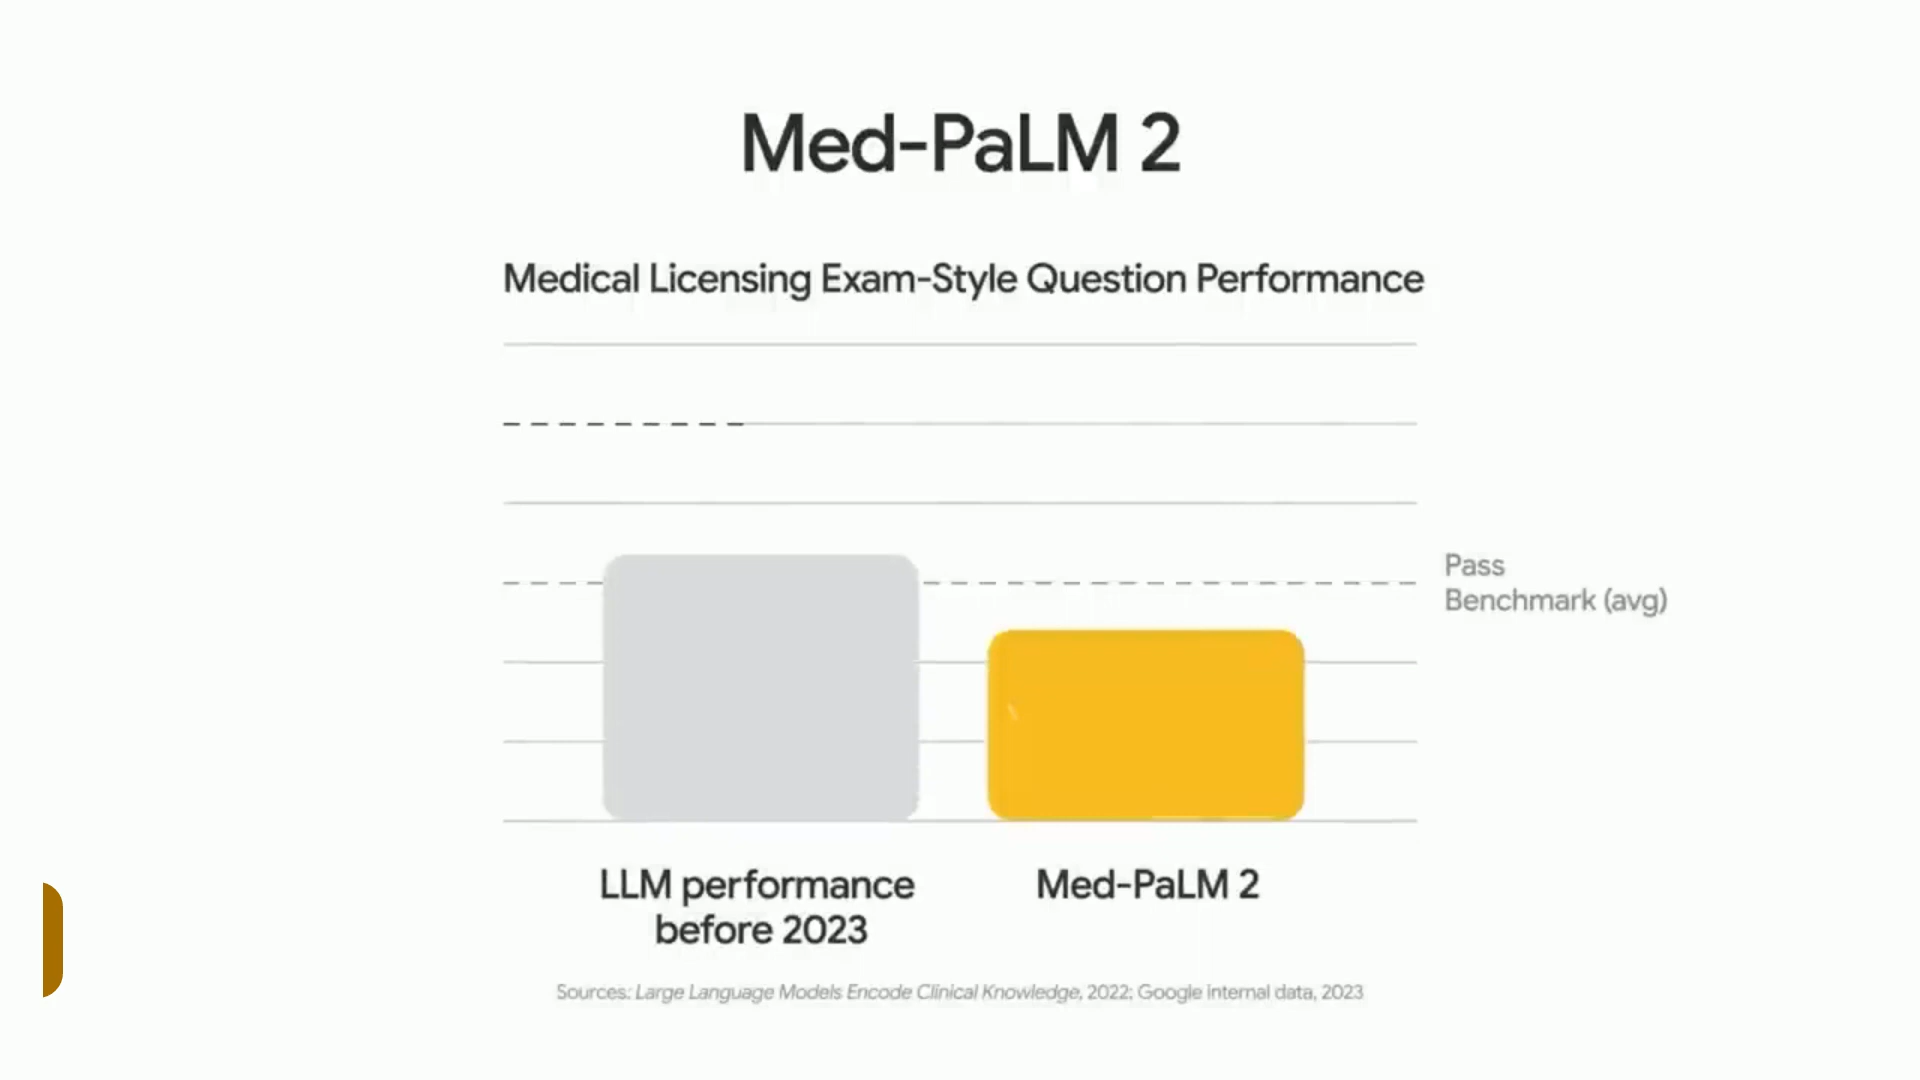 Med-PaLM 2
Medical Licensing Exam-Style Question Performance
Pass
Benchmark (avg)
LLM performance
before 2023
Med-PaLM 2
Sources: Large Language Models Encode Clinical Knowledge, 2022; Google internal data, 2023